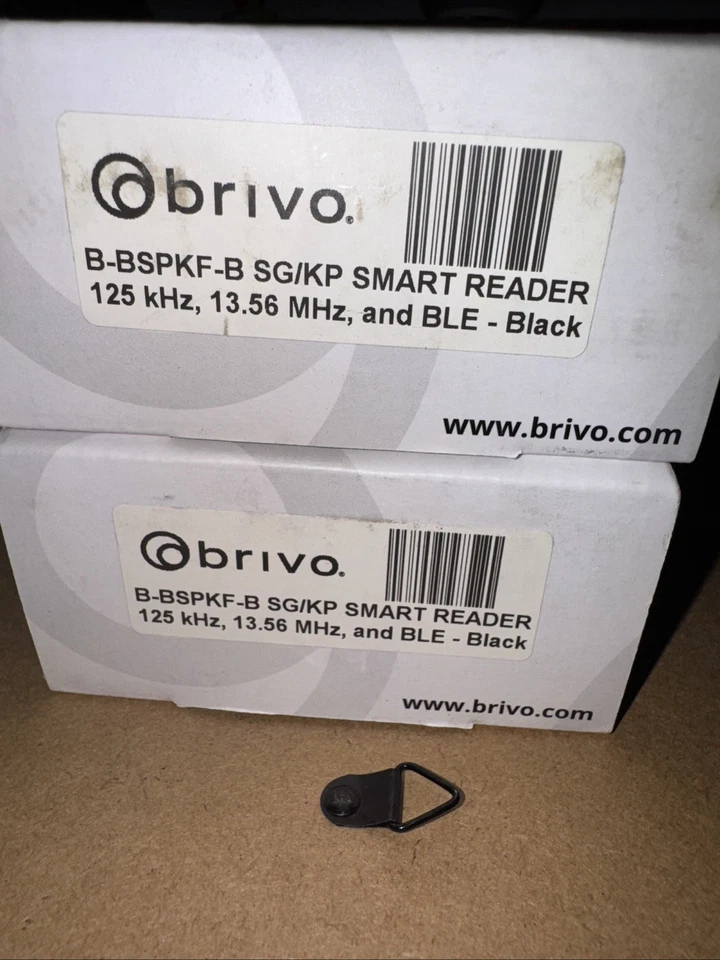 brivo®
B-BSPKF-B SG/KP SMART READER
125 kHz, 13.56 MHz, and BLE - Black
www.brivo.com
brivo®
B-BSPKF-B SG/KP SMART READER
125 kHz, 13.56 MHz, and BLE - Black
www.brivo.com